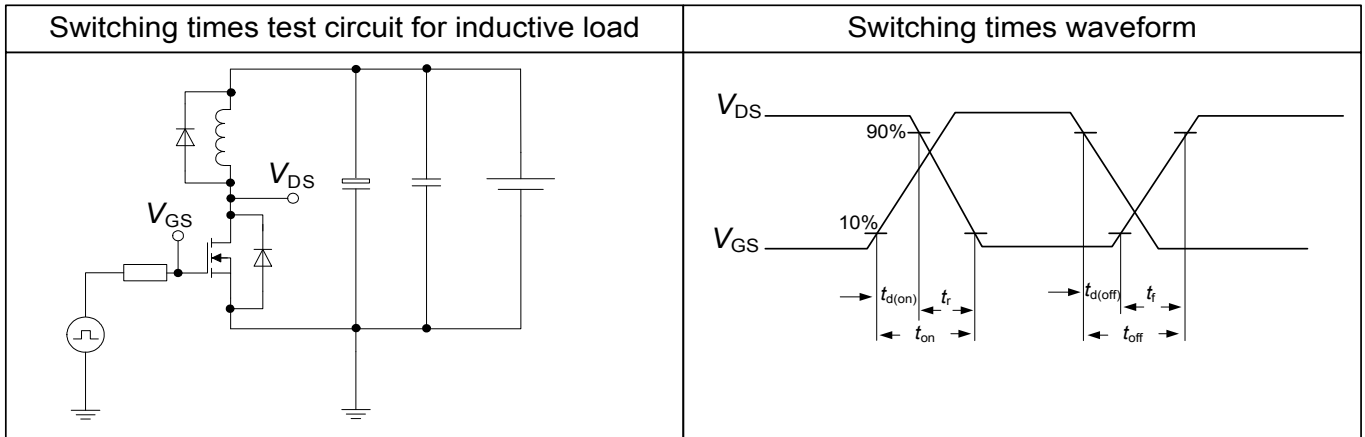 Switching times test circuit for inductive load
Switching times waveform
VDS
VGS
VDS
90%
10%
VGS
td(on)
tr
td(off)
tf
ton
toff